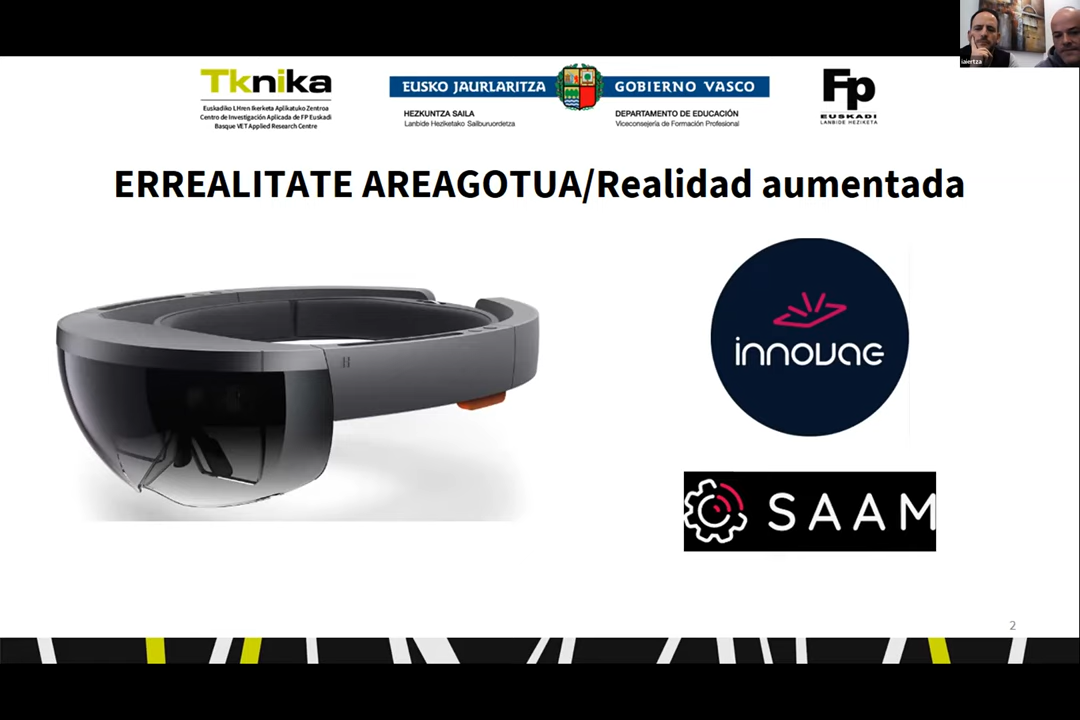 Tknika
Euskadiko LHren Ikerketa Aplikatuko Zentroa
Centro de Investigación Aplicada de FP Euskadi
Basque VET Applied Research Centre
EUSKO JAURLARITZA
GOBIERNO VASCO
HEZKUNTZA SAILA
Lanbide Heziketako Sailburuordetza
DEPARTAMENTO DE EDUCACIÓN
Viceconsejería de Formación Profesional
Fp
EUSKADI
LANBIDE HEZIKETA
ERREALITATE AREAGOTUA/Realidad aumentada
innovae
SAAM
2